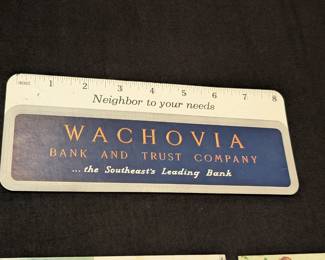 1 2 3 4 5 6 7 8
Neighbor to your needs
WACHOVIA
BANK AND TRUST COMPANY
...the Southeast's Leading Bank